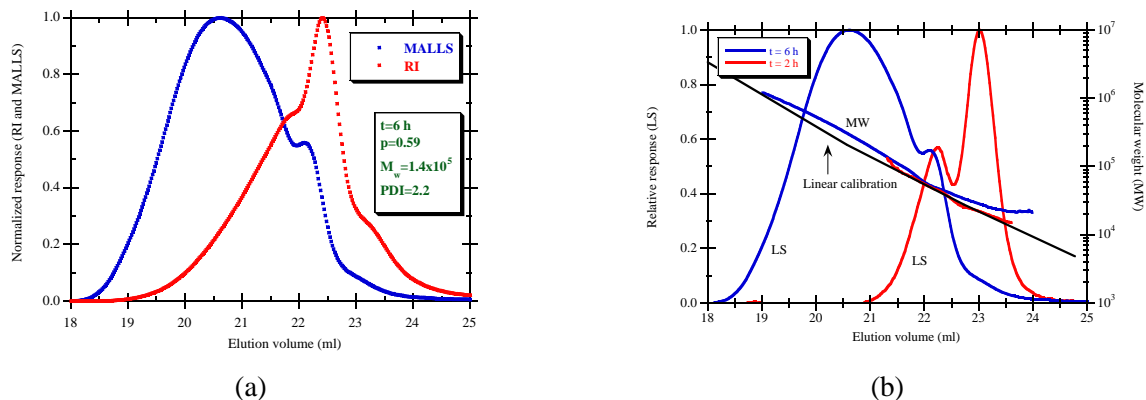 MALLS
RI
t=6 h
p=0.59
M_w=1.4x10^5
PDI=2.2
Normalized response (RI and MALLS)
1.0
0.8
0.6
0.4
0.2
0.0
18 19 20 21 22 23 24 25
Elution volume (ml)
(a)
t = 6 h
t = 2 h
MW
Linear calibration
LS
LS
Relative response (LS)
1.0
0.8
0.6
0.4
0.2
0.0
10^7
10^6
10^5
10^4
10^3
Molecular weight (MW)
18 19 20 21 22 23 24 25
Elution volume (ml)
(b)